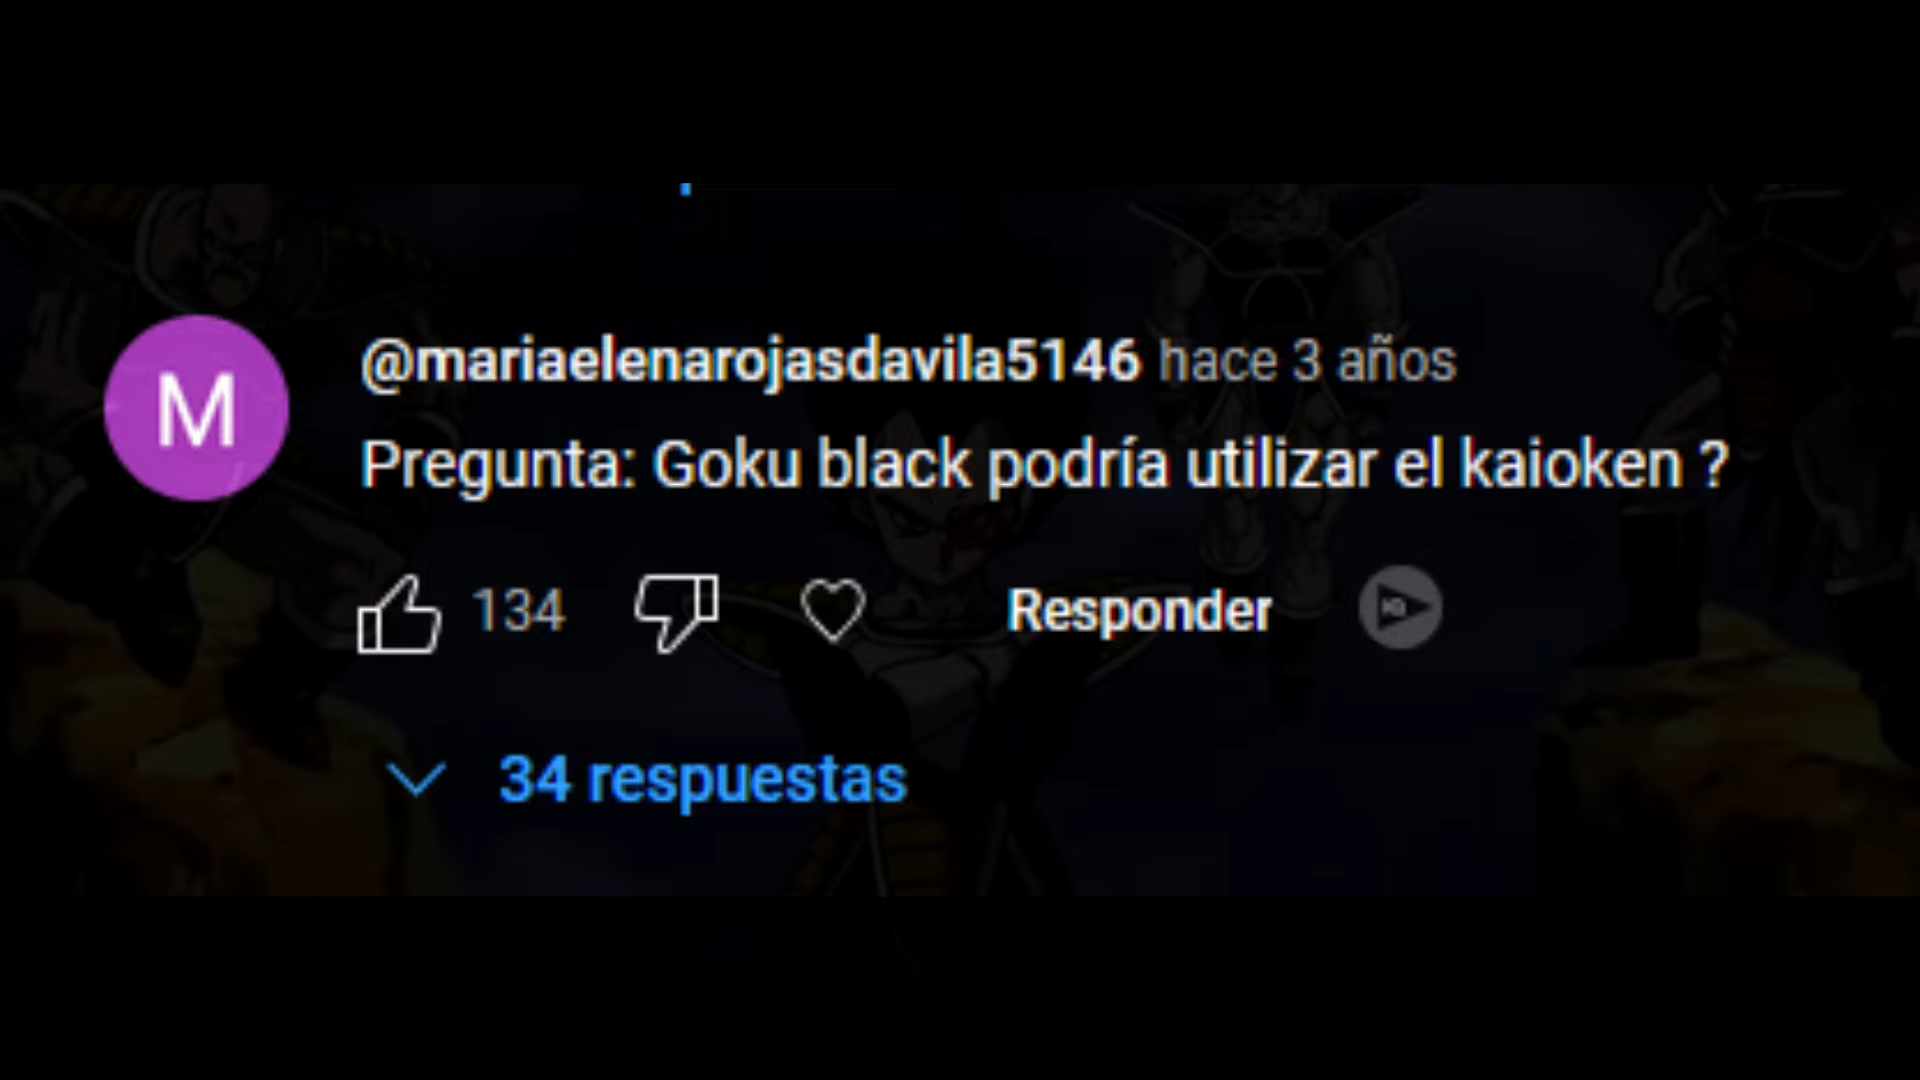 M
@mariaelenarojasdavila5146 hace 3 años
Pregunta: Goku black podría utilizar el kaioken ?
134 Responder
34 respuestas